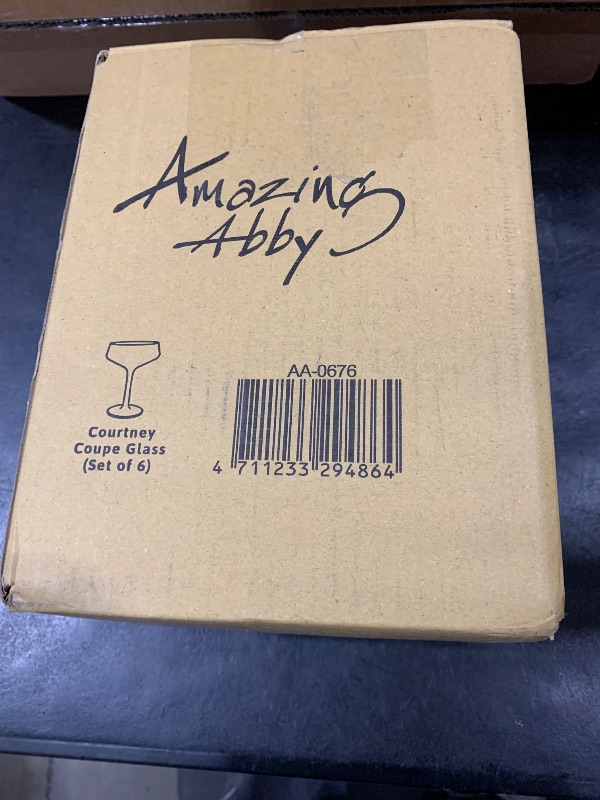 Amazing
Abby
Courtney
Coupe Glass
(Set of 6)
AA-0676
4 711233 294864